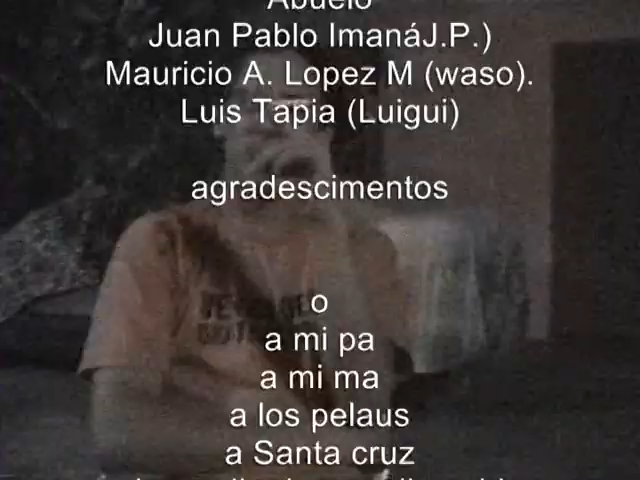 Abuelo
Juan Pablo ImanáJ.P.)
Mauricio A. Lopez M (waso).
Luis Tapia (Luigui)
agradescimentos
o
a mi pa
a mi ma
a los pelaus
a Santa cruz